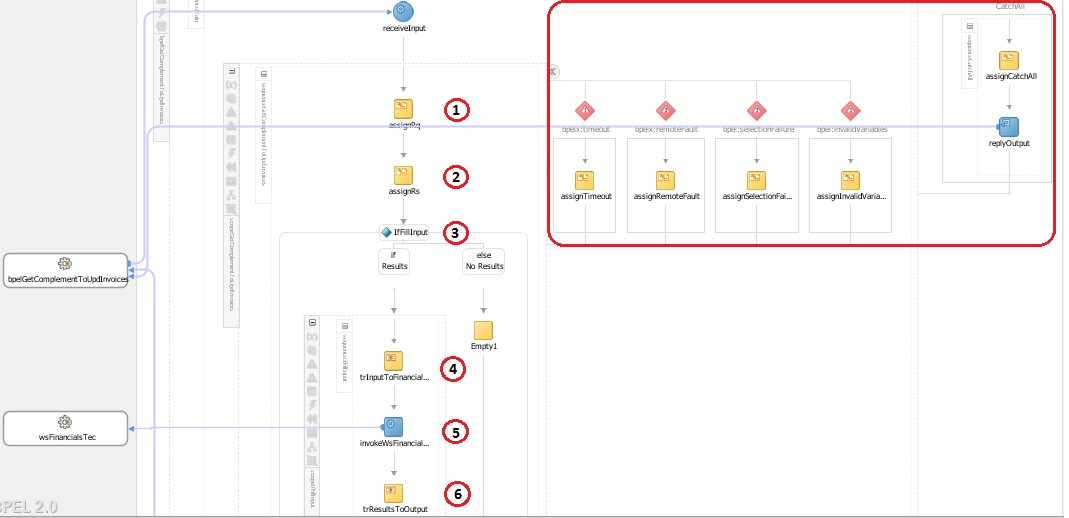 CatchAll
receiveInput
assignCatchAll
assignRq
1
bpelx:timeout
bpelx:remoteFault
bpel:selectionFailure
bpel:invalidVariables
replyOutput
assignRs
2
assignTimeout
assignRemoteFault
assignSelectionFai...
assignInvalidVaria...
IfFillInput
3
if
Results
else
No Results
bpelGetComplementToUpdInvoices
Empty1
trInputToFinancial...
4
wsFinancialsTec
invokeWsFinancial...
5
trResultsToOutput
6
BPEL 2.0